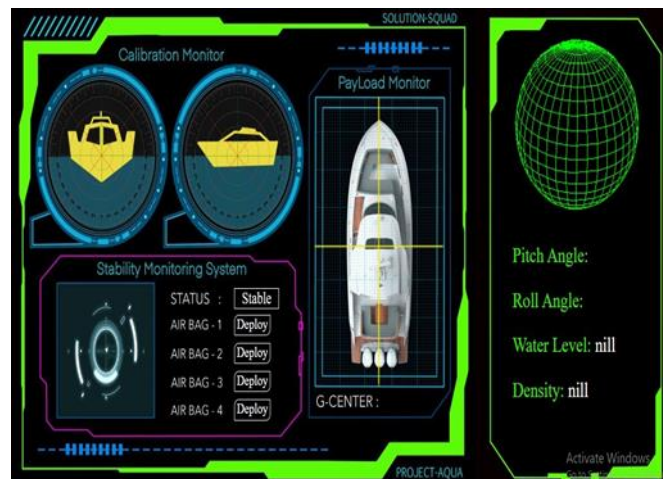 SOLUTION-SQUAD
Calibration Monitor
PayLoad Monitor
Stability Monitoring System
STATUS : Stable
AIR BAG - 1 Deploy
AIR BAG - 2 Deploy
AIR BAG - 3 Deploy
AIR BAG - 4 Deploy
G-CENTER :
PROJECT-AQUA
Pitch Angle:
Roll Angle:
Water Level: nill
Density: nill
Activate Windows